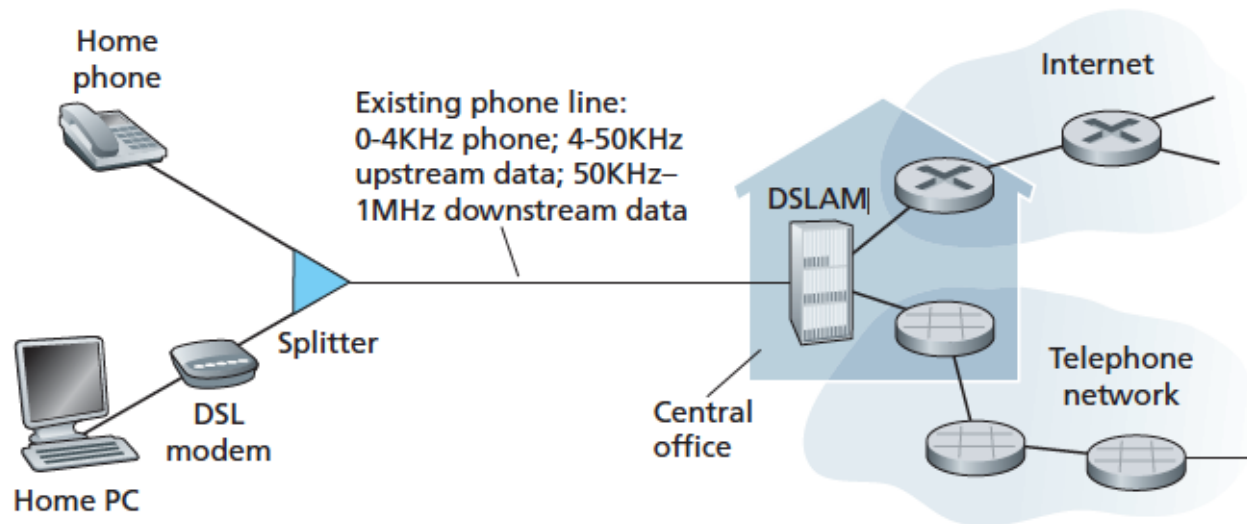 Home
phone
Existing phone line:
0-4KHz phone; 4-50KHz
upstream data; 50KHz–
1MHz downstream data
Internet
DSLAM
Splitter
DSL
modem
Home PC
Central
office
Telephone
network